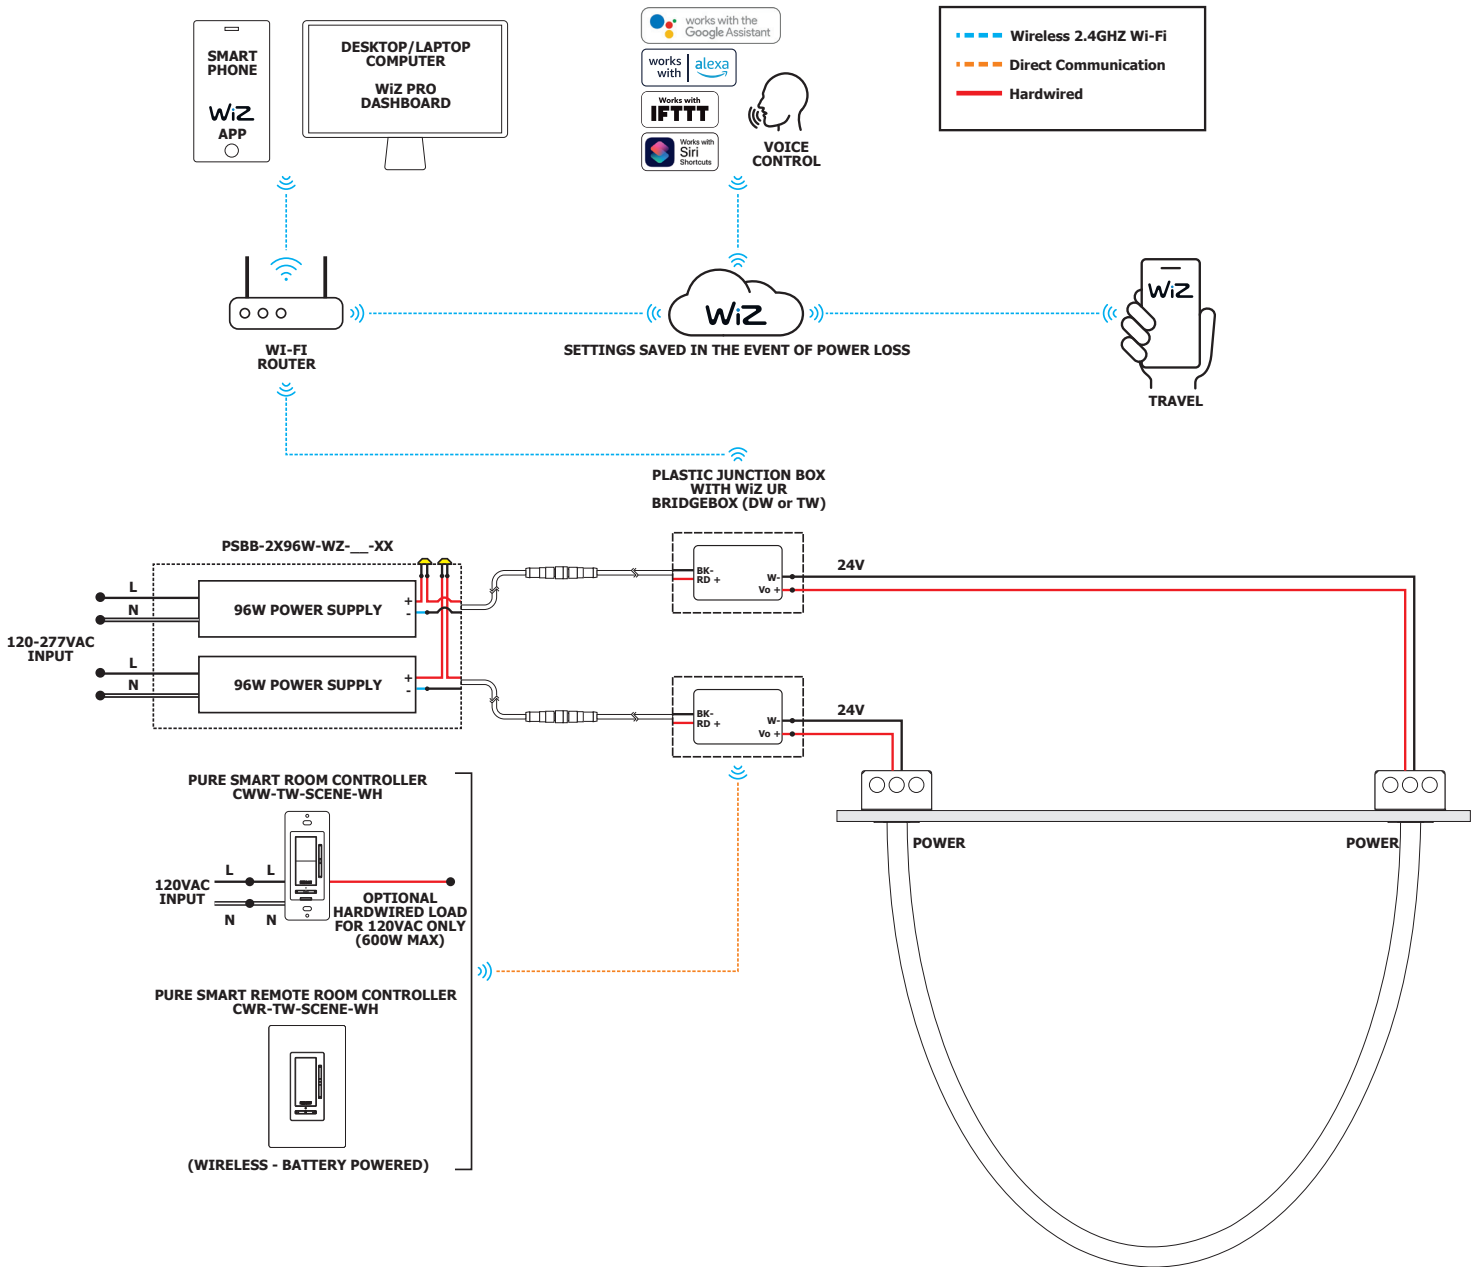 SMART
PHONE
WiZ
APP
DESKTOP/LAPTOP
COMPUTER
WiZ PRO
DASHBOARD
works with the
Google Assistant
works
with
alexa
Works with
IFTTT
Works with
Siri
Shortcuts
VOICE
CONTROL
Wireless 2.4GHZ Wi-Fi
Direct Communication
Hardwired
WI-FI
ROUTER
WiZ
SETTINGS SAVED IN THE EVENT OF POWER LOSS
WiZ
TRAVEL
PLASTIC JUNCTION BOX
WITH WiZ UR
BRIDGEBOX (DW or TW)
PSBB-2X96W-WZ-__-XX
L
N
96W POWER SUPPLY
+
-
120-277VAC
INPUT
L
N
96W POWER SUPPLY
+
-
BK-
RD +
W-
Vo +
24V
BK-
RD +
W-
Vo +
24V
POWER
POWER
PURE SMART ROOM CONTROLLER
CWW-TW-SCENE-WH
L
L
120VAC
INPUT
N
N
OPTIONAL
HARDWIRED LOAD
FOR 120VAC ONLY
(600W MAX)
PURE SMART REMOTE ROOM CONTROLLER
CWR-TW-SCENE-WH
(WIRELESS - BATTERY POWERED)